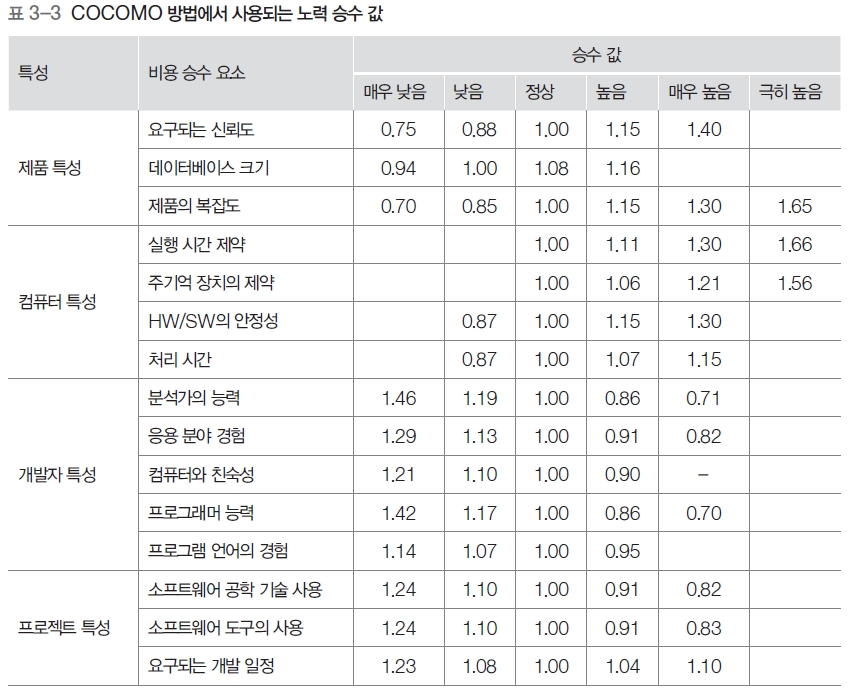 표 3-3 COCOMO 방법에서 사용되는 노력 승수 값
특성 비용 승수 요소 승수 값
매우 낮음 낮음 정상 높음 매우 높음 극히 높음
제품 특성
요구되는 신뢰도 0.75 0.88 1.00 1.15 1.40
데이터베이스 크기 0.94 1.00 1.08 1.16
제품의 복잡도 0.70 0.85 1.00 1.15 1.30 1.65
컴퓨터 특성
실행 시간 제약 1.00 1.11 1.30 1.66
주기억 장치의 제약 1.00 1.06 1.21 1.56
HW/SW의 안정성 0.87 1.00 1.15 1.30
처리 시간 0.87 1.00 1.07 1.15
개발자 특성
분석가의 능력 1.46 1.19 1.00 0.86 0.71
응용 분야 경험 1.29 1.13 1.00 0.91 0.82
컴퓨터와 친숙성 1.21 1.10 1.00 0.90 –
프로그래머 능력 1.42 1.17 1.00 0.86 0.70
프로그램 언어의 경험 1.14 1.07 1.00 0.95
프로젝트 특성
소프트웨어 공학 기술 사용 1.24 1.10 1.00 0.91 0.82
소프트웨어 도구의 사용 1.24 1.10 1.00 0.91 0.83
요구되는 개발 일정 1.23 1.08 1.00 1.04 1.10